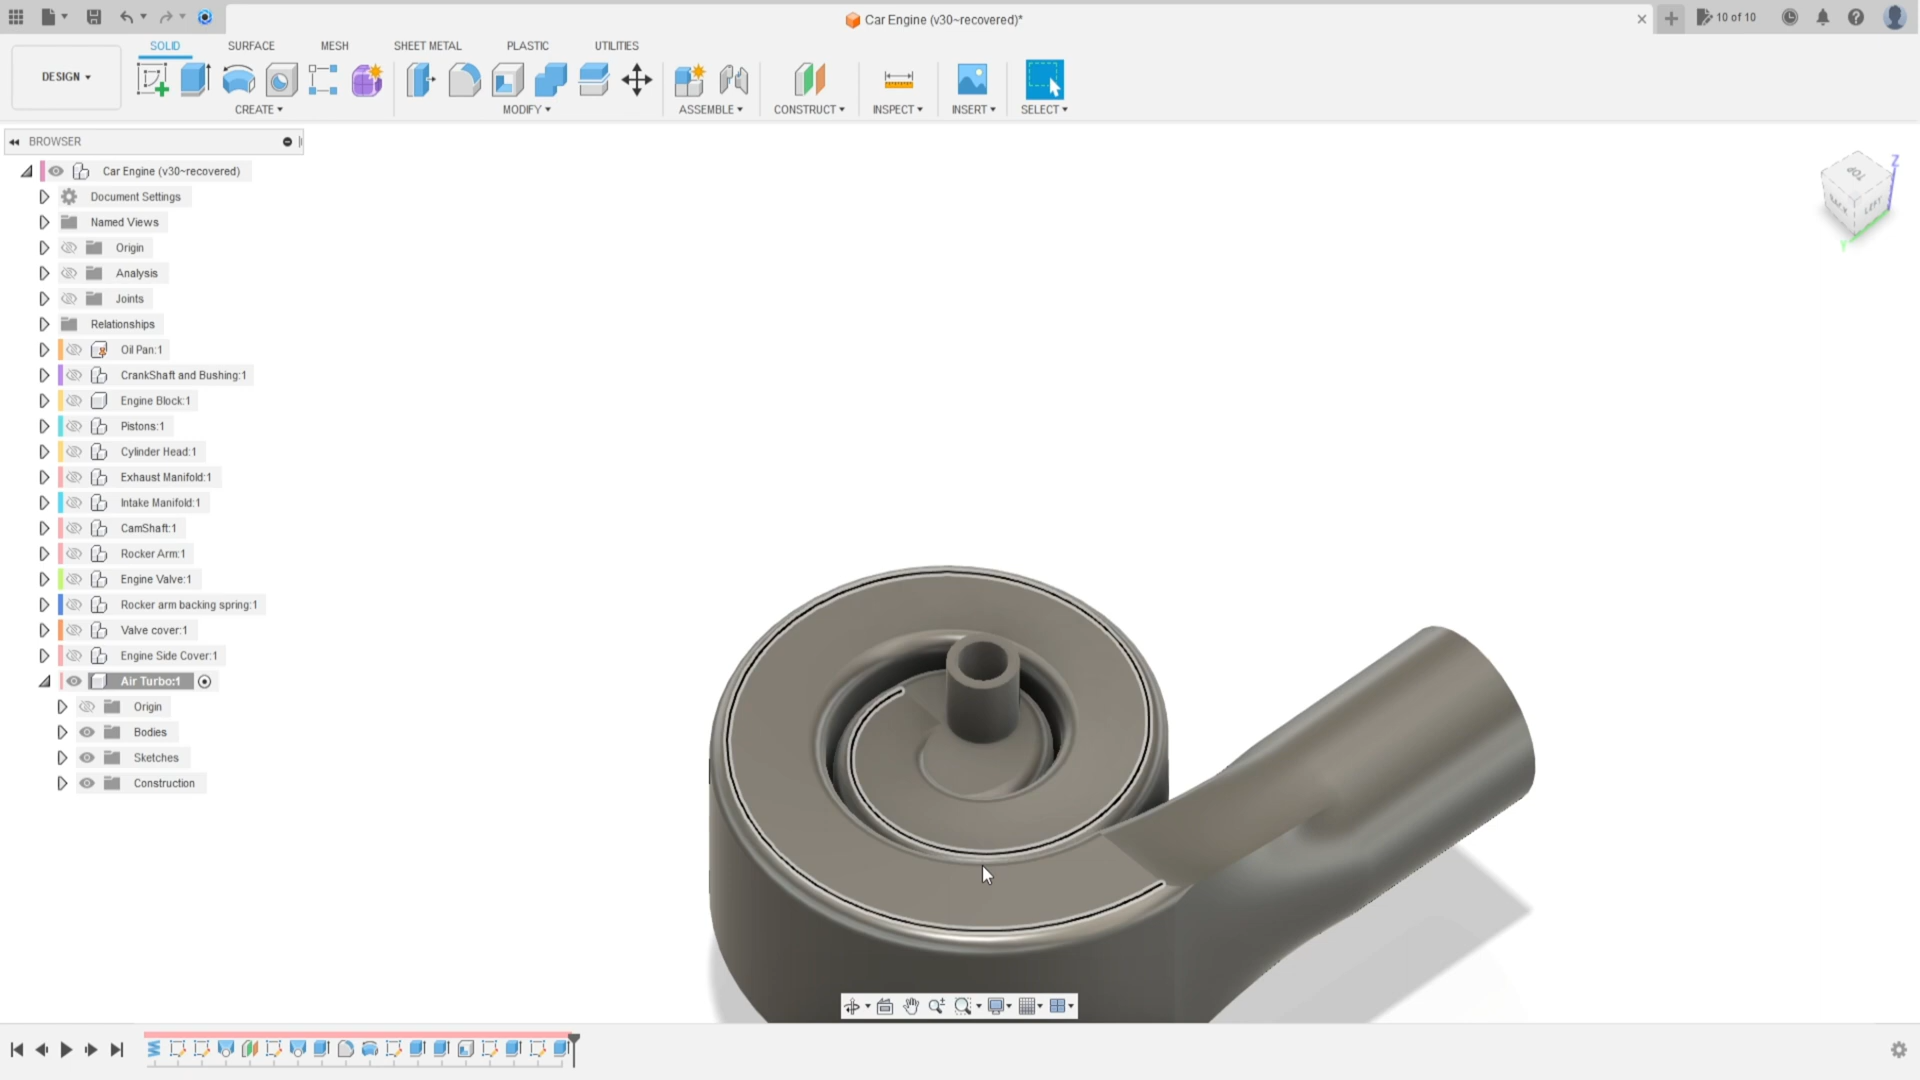 Car Engine (v30~recovered)*
10 of 10
DESIGN
SOLID
SURFACE
MESH
SHEET METAL
PLASTIC
UTILITIES
CREATE
MODIFY
ASSEMBLE
CONSTRUCT
INSPECT
INSERT
SELECT
BROWSER
Car Engine (v30~recovered)
Document Settings
Named Views
Origin
Analysis
Joints
Relationships
Oil Pan:1
CrankShaft and Bushing:1
Engine Block:1
Pistons:1
Cylinder Head:1
Exhaust Manifold:1
Intake Manifold:1
CamShaft:1
Rocker Arm:1
Engine Valve:1
Rocker arm backing spring:1
Valve cover:1
Engine Side Cover:1
Air Turbo:1
Origin
Bodies
Sketches
Construction
Z
TOP
BACK
LEFT
Y